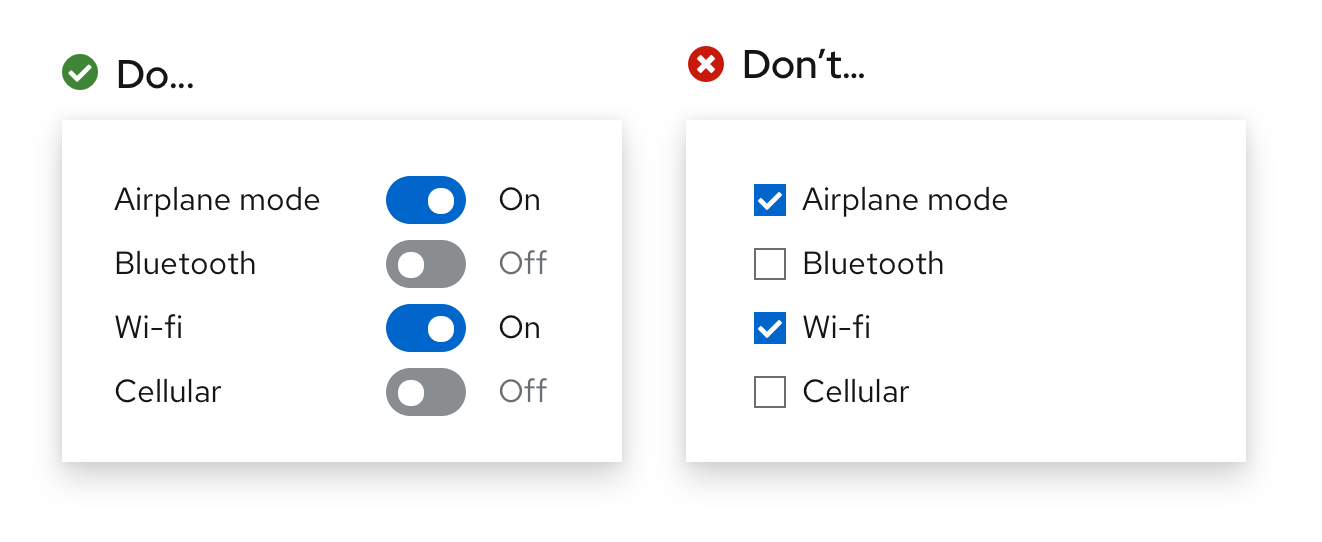 Do...
Airplane mode On
Bluetooth Off
Wi-fi On
Cellular Off
Don’t...
Airplane mode
Bluetooth
Wi-fi
Cellular